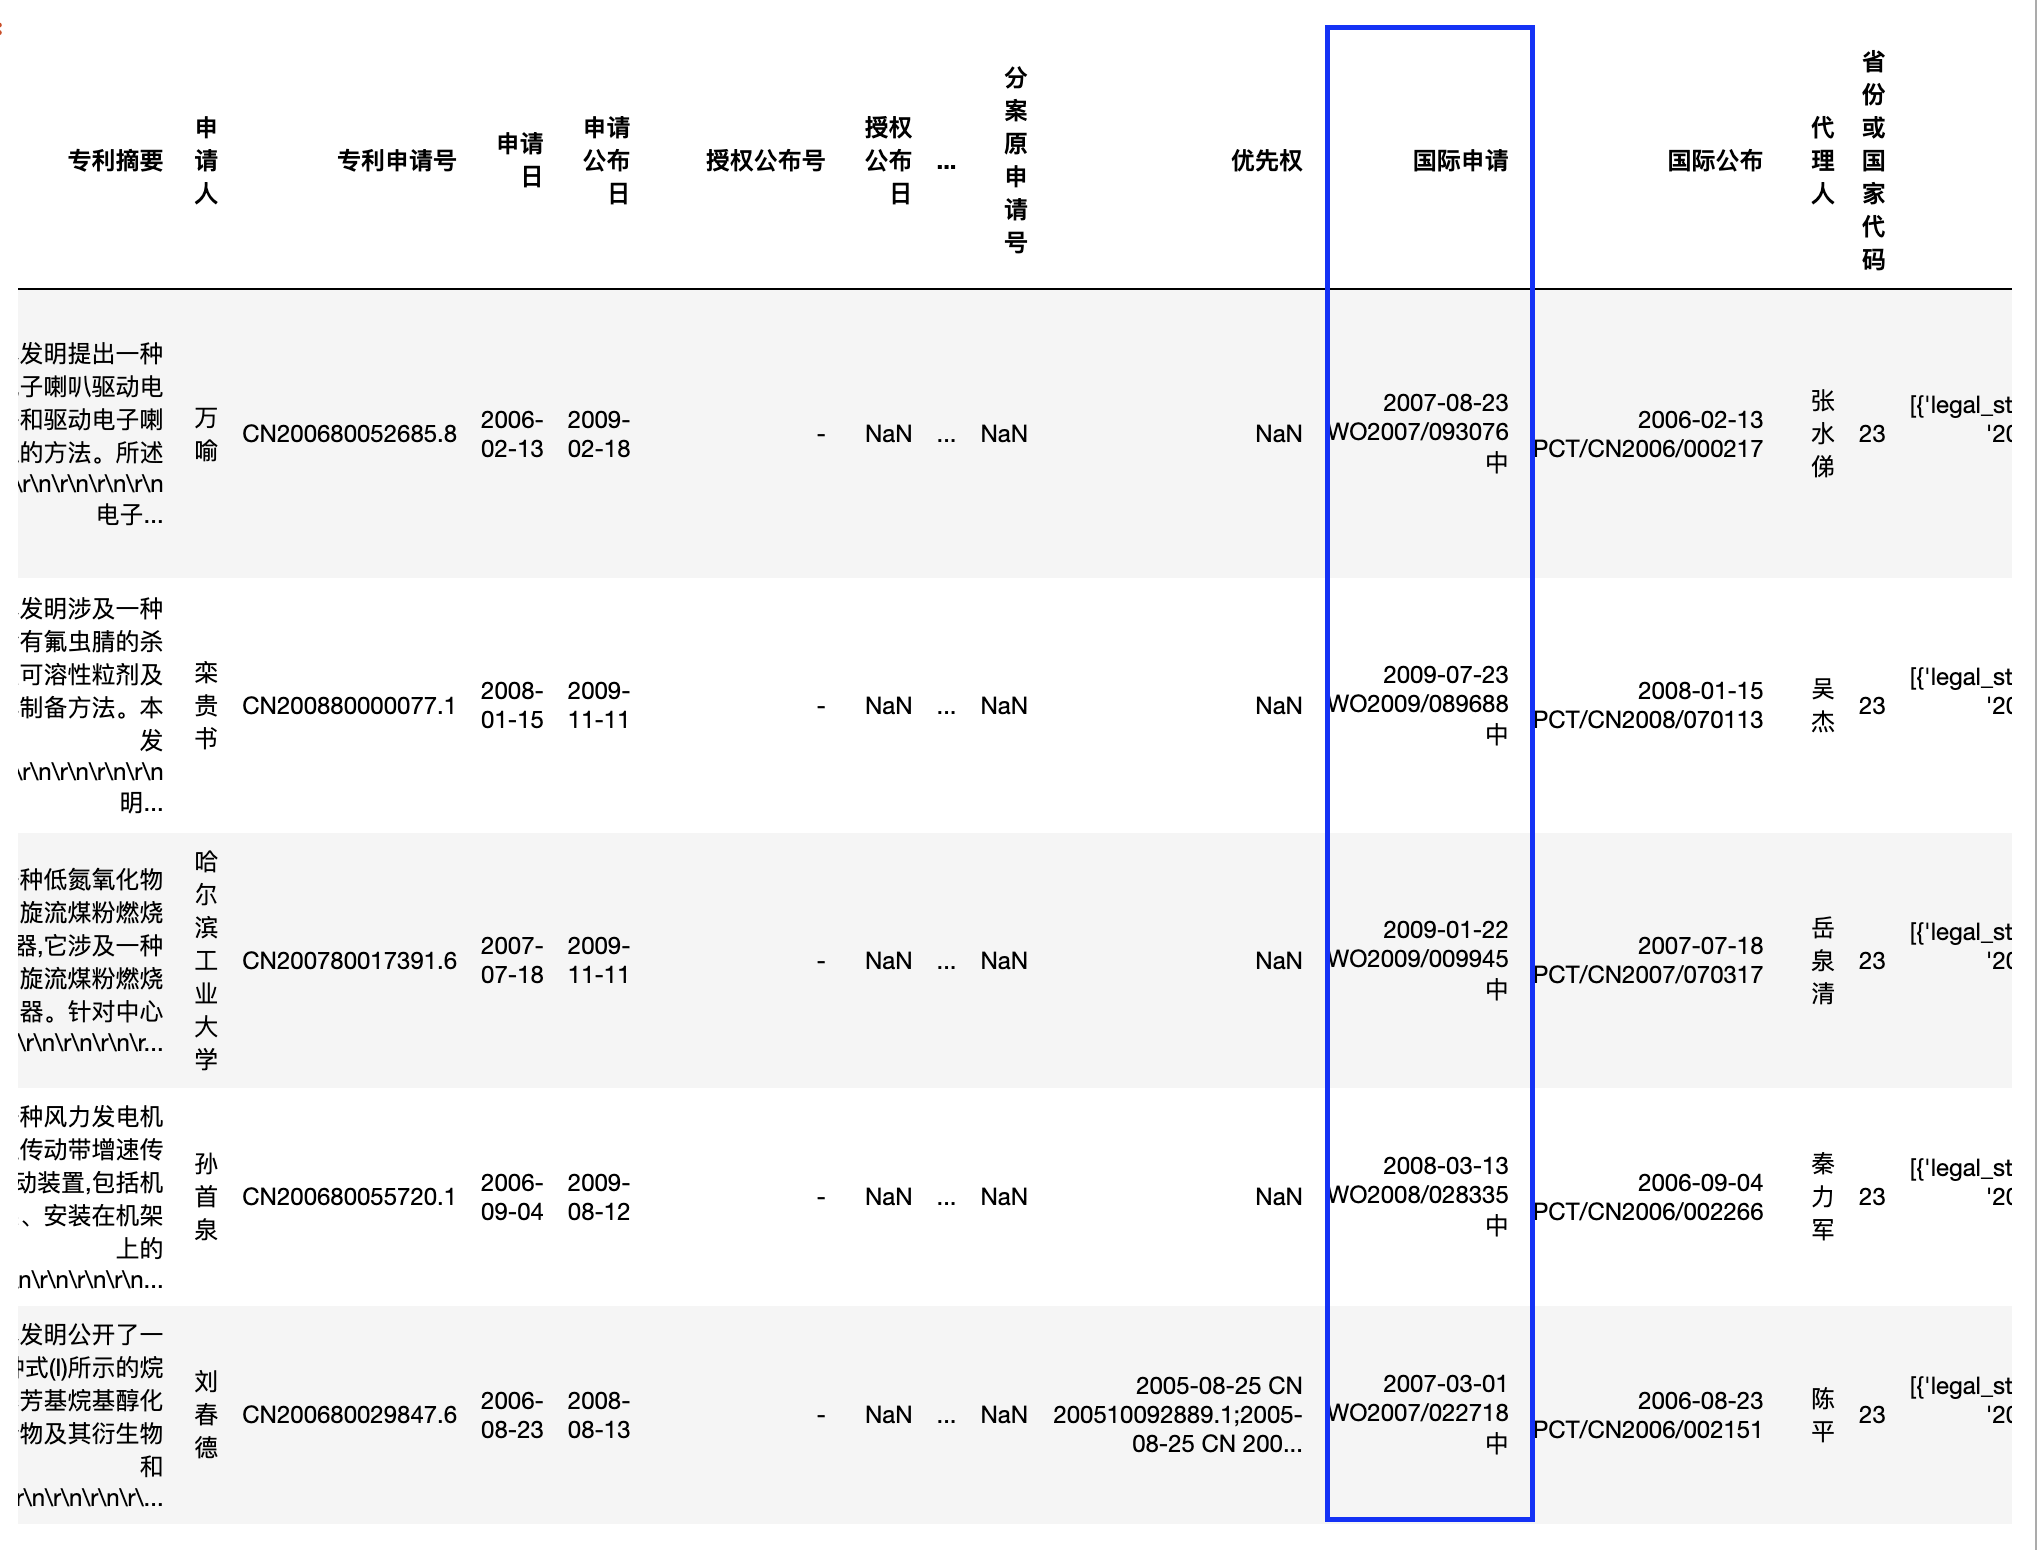 专利摘要 申请人 专利申请号 申请日 申请公布日 授权公布号 授权公布日 ... 分案原申请号 优先权 国际申请 国际公布 代理人 省份或国家代码
发明提出一种
子喇叭驱动电
和驱动电子喇
的方法。所述
\r\n\r\n\r\n\r\n
电子...
万喻
CN200680052685.8
2006-
02-13
2009-
02-18
-
NaN
...
NaN
NaN
2007-08-23
WO2007/093076
中
2006-02-13
PCT/CN2006/000217
张水俤
23
[{'legal_st
'20
发明涉及一种
有氟虫腈的杀
可溶性粒剂及
制备方法。本
发
\r\n\r\n\r\n\r\n
明...
栾贵书
CN200880000077.1
2008-
01-15
2009-
11-11
-
NaN
...
NaN
NaN
2009-07-23
WO2009/089688
中
2008-01-15
PCT/CN2008/070113
吴杰
23
[{'legal_st
'20
种低氮氧化物
旋流煤粉燃烧
器,它涉及一种
旋流煤粉燃烧
器。针对中心
\r\n\r\n\r\n\r...
哈尔滨工业大学
CN200780017391.6
2007-
07-18
2009-
11-11
-
NaN
...
NaN
NaN
2009-01-22
WO2009/009945
中
2007-07-18
PCT/CN2007/070317
岳泉清
23
[{'legal_st
'20
种风力发电机
传动带增速传
动装置,包括机
、安装在机架
上的
n\r\n\r\n\r\n...
孙首泉
CN200680055720.1
2006-
09-04
2009-
08-12
-
NaN
...
NaN
NaN
2008-03-13
WO2008/028335
中
2006-09-04
PCT/CN2006/002266
秦力军
23
[{'legal_st
'20
发明公开了一
中式(I)所示的烷
芳基烷基醇化
物及其衍生物
和
r\n\r\n\r\n\r\...
刘春德
CN200680029847.6
2006-
08-23
2008-
08-13
-
NaN
...
NaN
2005-08-25 CN
200510092889.1;2005-
08-25 CN 200...
2007-03-01
WO2007/022718
中
2006-08-23
PCT/CN2006/002151
陈平
23
[{'legal_st
'20